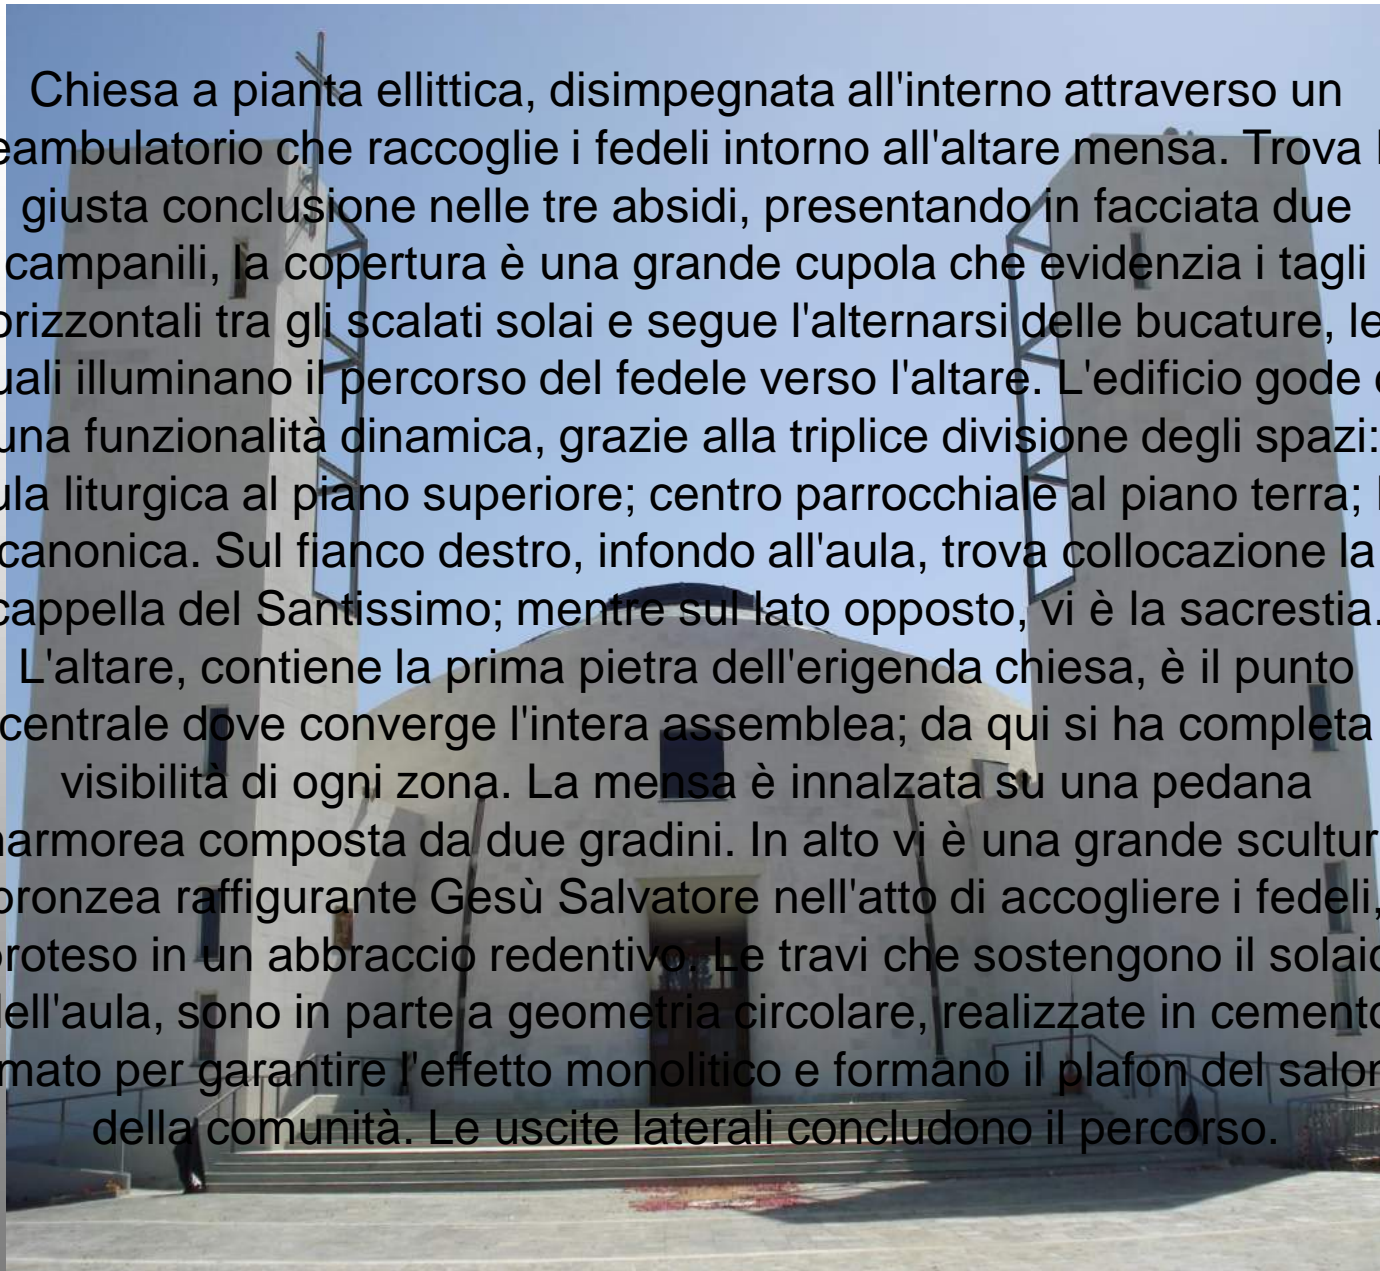 Chiesa a pianta ellittica, disimpegnata all'interno attraverso un
eambulatorio che raccoglie i fedeli intorno all'altare mensa. Trova l
giusta conclusione nelle tre absidi, presentando in facciata due
campanili, la copertura è una grande cupola che evidenzia i tagli
orizzontali tra gli scalati solai e segue l'alternarsi delle bucature, le
uali illuminano il percorso del fedele verso l'altare. L'edificio gode
una funzionalità dinamica, grazie alla triplice divisione degli spazi:
ula liturgica al piano superiore; centro parrocchiale al piano terra; l
canonica. Sul fianco destro, infondo all'aula, trova collocazione la
cappella del Santissimo; mentre sul lato opposto, vi è la sacrestia.
L'altare, contiene la prima pietra dell'erigenda chiesa, è il punto
centrale dove converge l'intera assemblea; da qui si ha completa
visibilità di ogni zona. La mensa è innalzata su una pedana
armorea composta da due gradini. In alto vi è una grande scultur
bronzea raffigurante Gesù Salvatore nell'atto di accogliere i fedeli,
proteso in un abbraccio redentivo. Le travi che sostengono il solaio
dell'aula, sono in parte a geometria circolare, realizzate in cemento
mato per garantire l'effetto monolitico e formano il plafon del salon
della comunità. Le uscite laterali concludono il percorso.